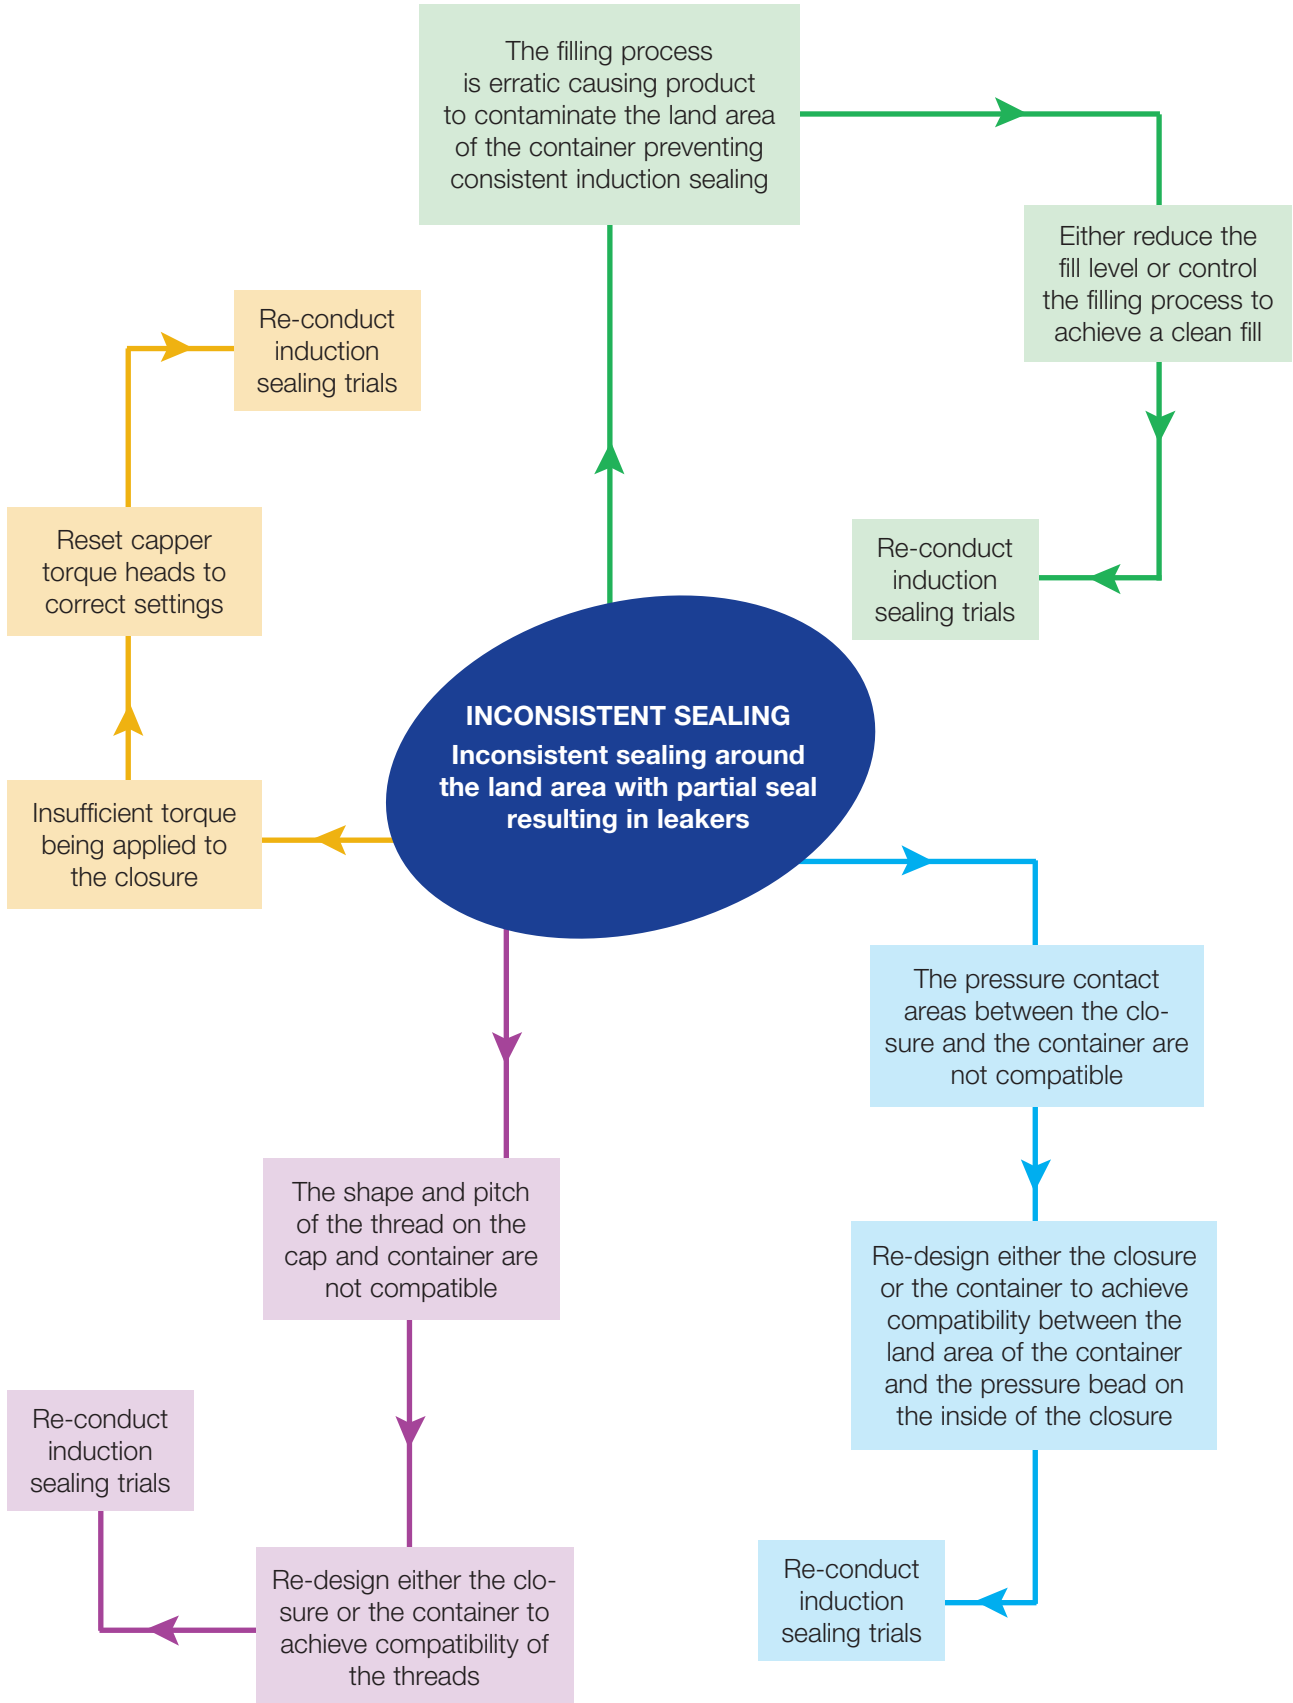 The filling process
is erratic causing product
to contaminate the land area
of the container preventing
consistent induction sealing
Either reduce the
fill level or control
the filling process to
achieve a clean fill
Re-conduct
induction
sealing trials
Re-conduct
induction
sealing trials
Reset capper
torque heads to
correct settings
Insufficient torque
being applied to
the closure
INCONSISTENT SEALING
Inconsistent sealing around
the land area with partial seal
resulting in leakers
The pressure contact
areas between the clo-
sure and the container are
not compatible
Re-design either the closure
or the container to achieve
compatibility between the
land area of the container
and the pressure bead on
the inside of the closure
Re-conduct
induction
sealing trials
The shape and pitch
of the thread on the
cap and container are
not compatible
Re-design either the clo-
sure or the container to
achieve compatibility of
the threads
Re-conduct
induction
sealing trials